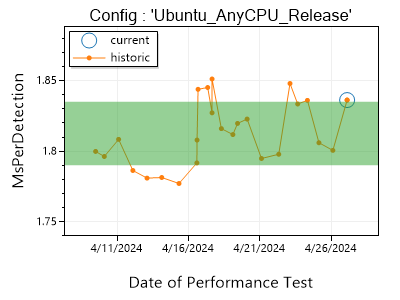 Config : 'Ubuntu_AnyCPU_Release'
current
historic
MsPerDetection
1.85
1.8
1.75
4/11/2024
4/16/2024
4/21/2024
4/26/2024
Date of Performance Test